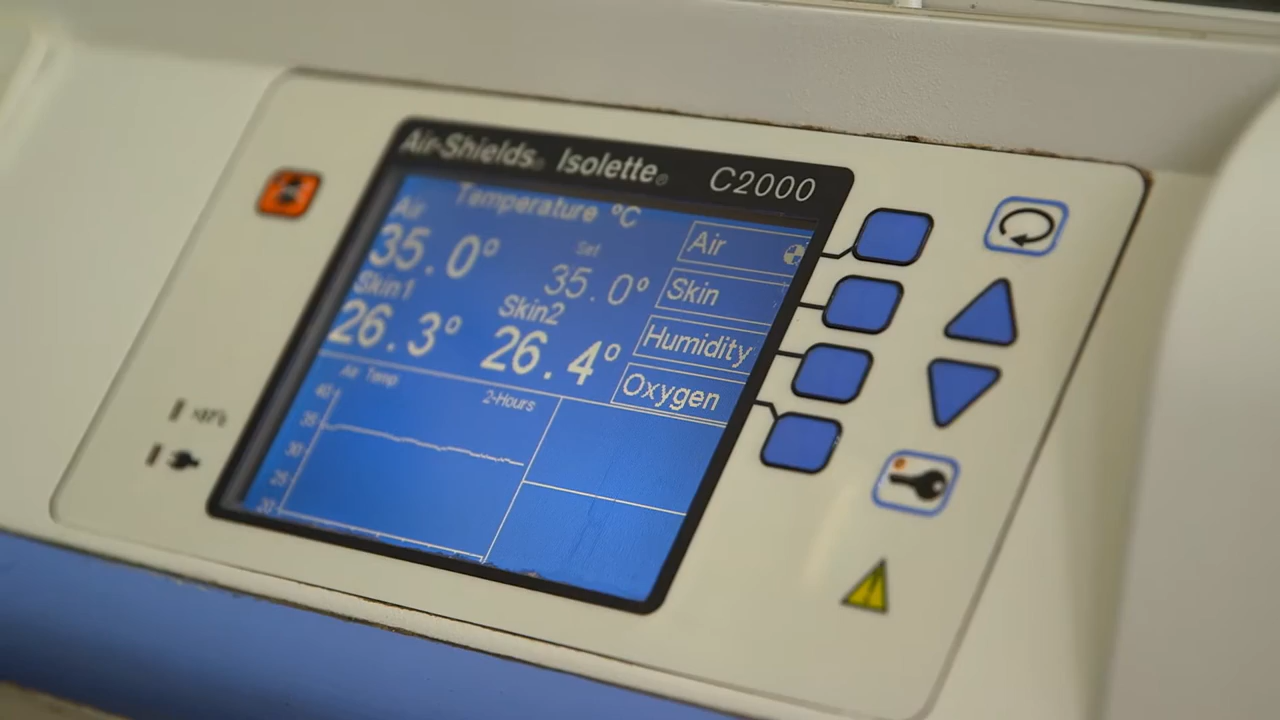 Air-Shields® Isolette® C2000
Temperature °C
Air
Set
35.0°
35.0°
Skin1
Skin2
26.3°
26.4°
Air
Skin
Humidity
Oxygen
Air Temp
2-Hours
40
35
30
25
20
>37°c